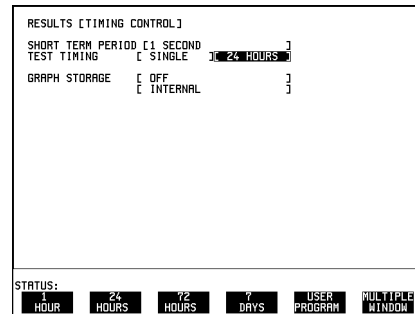 RESULTS [TIMING CONTROL]
SHORT TERM PERIOD [1 SECOND ]
TEST TIMING [ SINGLE ][ 24 HOURS ]
GRAPH STORAGE [ OFF ]
[ INTERNAL ]
STATUS:
1 HOUR 24 HOURS 72 HOURS 7 DAYS USER PROGRAM MULTIPLE WINDOW